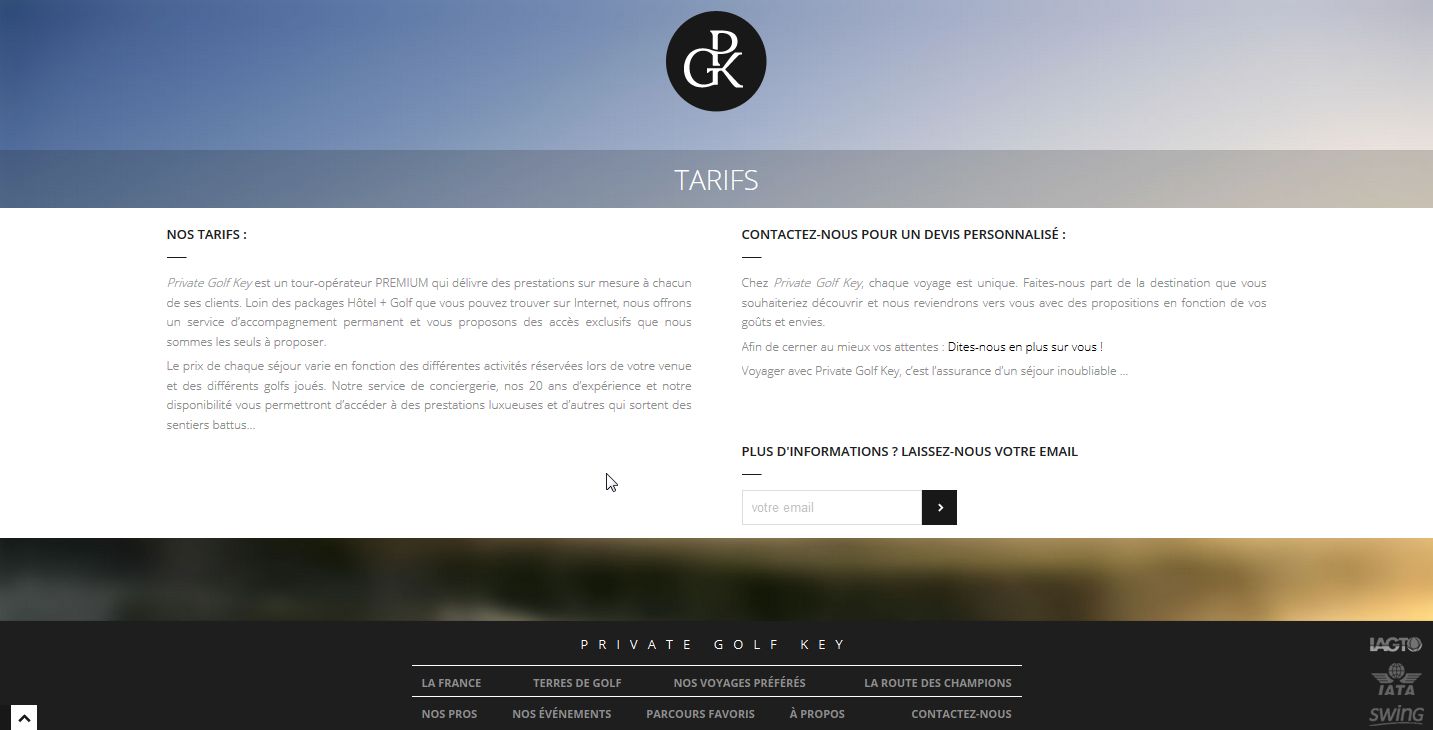 GPK
TARIFS
NOS TARIFS :
Private Golf Key est un tour-opérateur PREMIUM qui délivre des prestations sur mesure à chacun
de ses clients. Loin des packages Hôtel + Golf que vous pouvez trouver sur Internet, nous offrons
un service d'accompagnement permanent et vous proposons des accès exclusifs que nous
sommes les seuls à proposer.
Le prix de chaque séjour varie en fonction des différentes activités réservées lors de votre venue
et des différents golfs joués. Notre service de conciergerie, nos 20 ans d'expérience et notre
disponibilité vous permettront d'accéder à des prestations luxueuses et d'autres qui sortent des
sentiers battus...
CONTACTEZ-NOUS POUR UN DEVIS PERSONNALISÉ :
Chez Private Golf Key, chaque voyage est unique. Faites-nous part de la destination que vous
souhaiteriez découvrir et nous reviendrons vers vous avec des propositions en fonction de vos
goûts et envies.
Afin de cerner au mieux vos attentes : Dites-nous en plus sur vous !
Voyager avec Private Golf Key, c'est l'assurance d'un séjour inoubliable ...
PLUS D'INFORMATIONS ? LAISSEZ-NOUS VOTRE EMAIL
votre email
PRIVATE GOLF KEY
LA FRANCE TERRES DE GOLF NOS VOYAGES PRÉFÉRÉS LA ROUTE DES CHAMPIONS
NOS PROS NOS ÉVÉNEMENTS PARCOURS FAVORIS À PROPOS CONTACTEZ-NOUS
IAGTO
IATA
swing